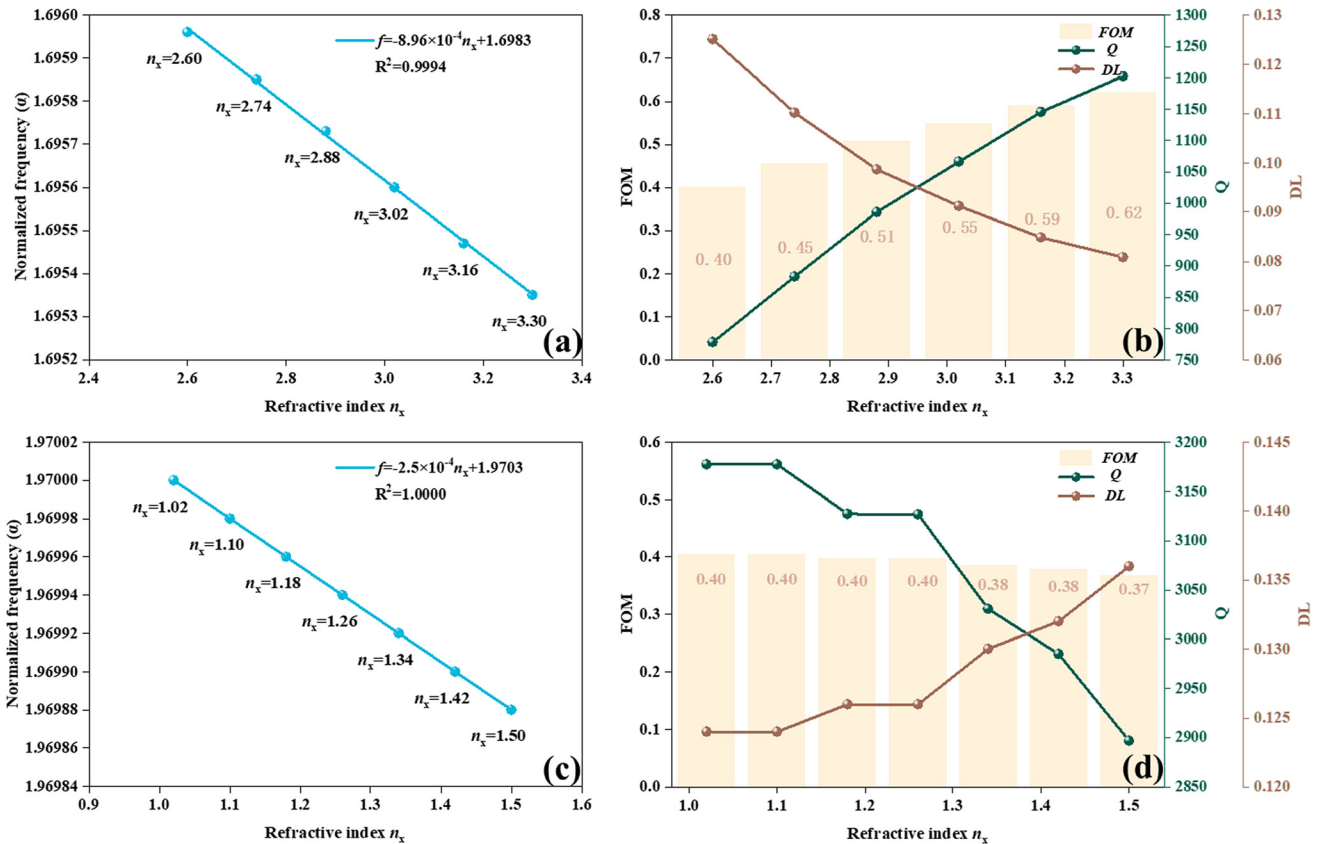 1.6960
1.6959
1.6958
1.6957
1.6956
1.6955
1.6954
1.6953
1.6952
Normalized frequency (α)
f=-8.96×10⁻⁴nₓ+1.6983
R²=0.9994
nₓ=2.60
nₓ=2.74
nₓ=2.88
nₓ=3.02
nₓ=3.16
nₓ=3.30
(a)
2.4 2.6 2.8 3.0 3.2 3.4
Refractive index nₓ
0.8
0.7
0.6
0.5
0.4
0.3
0.2
0.1
0.0
FOM
FOM
Q
DL
0.40 0.45 0.51 0.55 0.59 0.62
(b)
2.6 2.7 2.8 2.9 3.0 3.1 3.2 3.3
Refractive index nₓ
1300
1250
1200
1150
1100
1050
1000
950
900
850
800
750
Q
0.13
0.12
0.11
0.10
0.09
0.08
0.07
0.06
DL
1.97002
1.97000
1.96998
1.96996
1.96994
1.96992
1.96990
1.96988
1.96986
1.96984
Normalized frequency (α)
f=-2.5×10⁻⁴nₓ+1.9703
R²=1.0000
nₓ=1.02
nₓ=1.10
nₓ=1.18
nₓ=1.26
nₓ=1.34
nₓ=1.42
nₓ=1.50
(c)
0.9 1.0 1.1 1.2 1.3 1.4 1.5 1.6
Refractive index nₓ
0.6
0.5
0.4
0.3
0.2
0.1
0.0
FOM
FOM
Q
DL
0.40 0.40 0.40 0.40 0.38 0.38 0.37
(d)
1.0 1.1 1.2 1.3 1.4 1.5
Refractive index nₓ
3200
3150
3100
3050
3000
2950
2900
2850
Q
0.145
0.140
0.135
0.130
0.125
0.120
DL